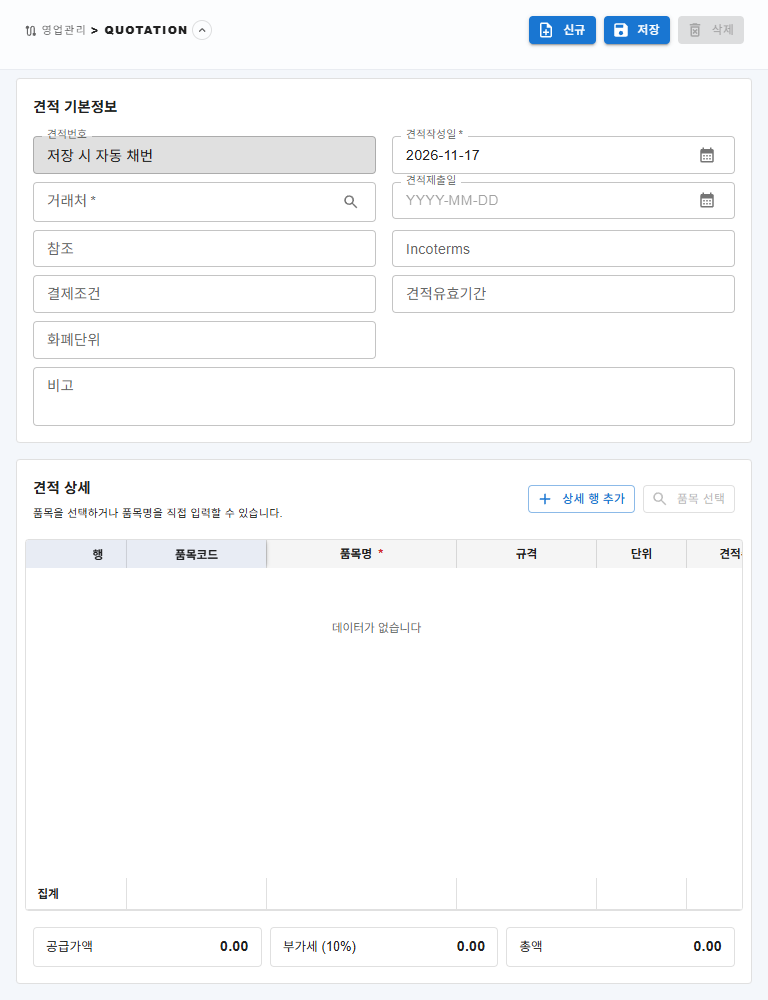 영업관리 > QUOTATION
신규 저장 삭제
견적 기본정보
견적번호
저장 시 자동 채번
견적작성일 *
2026-11-17
거래처 *
견적제출일
YYYY-MM-DD
참조
Incoterms
결제조건
견적유효기간
화폐단위
비고
견적 상세
품목을 선택하거나 품목명을 직접 입력할 수 있습니다.
상세 행 추가
품목 선택
행 품목코드 품목명 * 규격 단위 견적
데이터가 없습니다
집계
공급가액 0.00
부가세 (10%) 0.00
총액 0.00